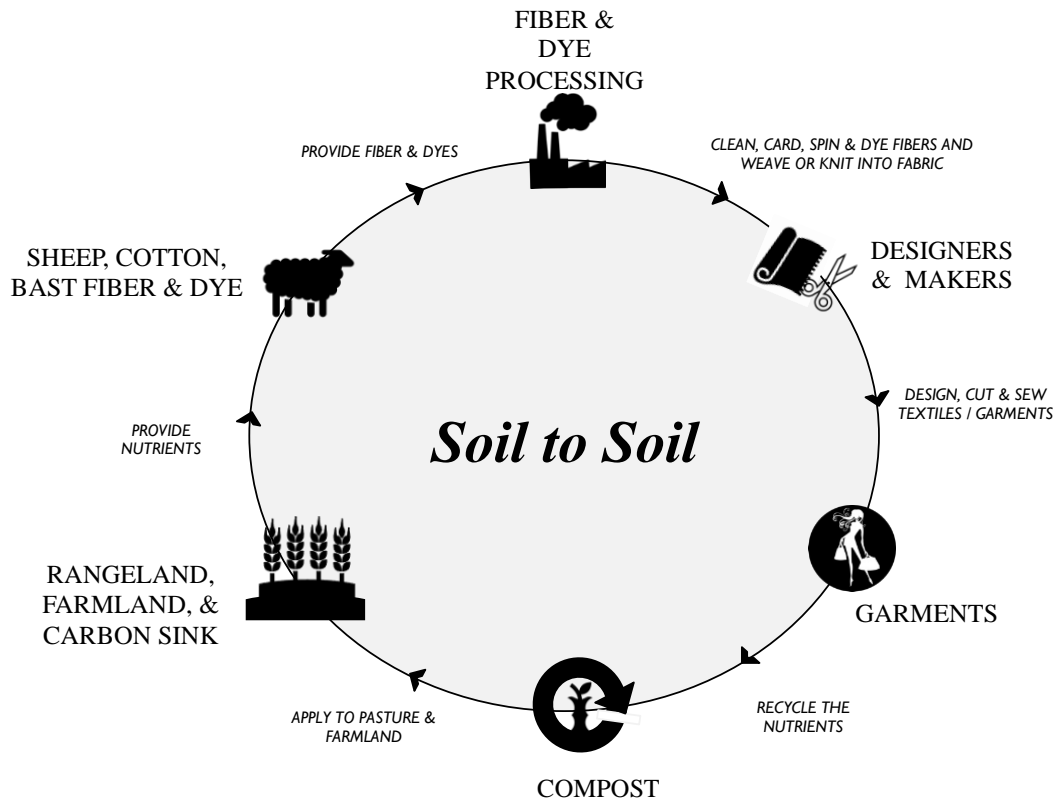 FIBER &
DYE
PROCESSING
PROVIDE FIBER & DYES
CLEAN, CARD, SPIN & DYE FIBERS AND
WEAVE OR KNIT INTO FABRIC
SHEEP, COTTON,
BAST FIBER & DYE
DESIGNERS
& MAKERS
DESIGN, CUT & SEW
TEXTILES / GARMENTS
PROVIDE
NUTRIENTS
Soil to Soil
RANGELAND,
FARMLAND, &
CARBON SINK
GARMENTS
APPLY TO PASTURE &
FARMLAND
RECYCLE THE
NUTRIENTS
COMPOST